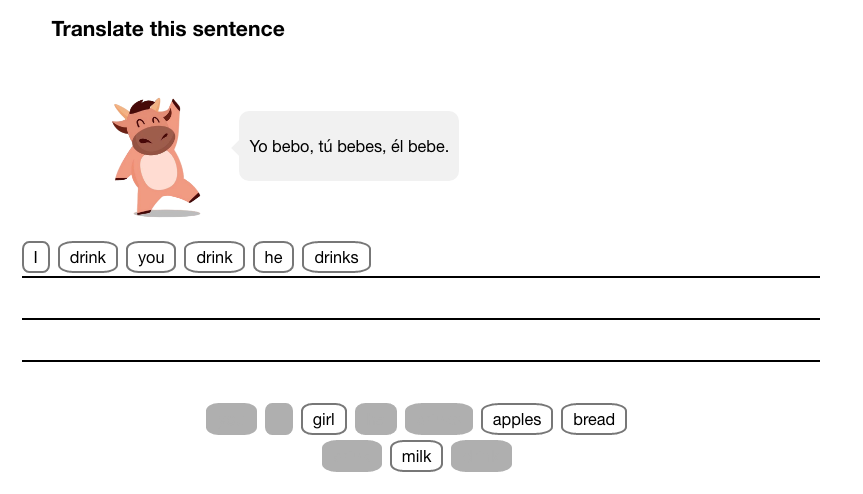 Translate this sentence
Yo bebo, tú bebes, él bebe.
I drink you drink he drinks
girl apples bread
milk